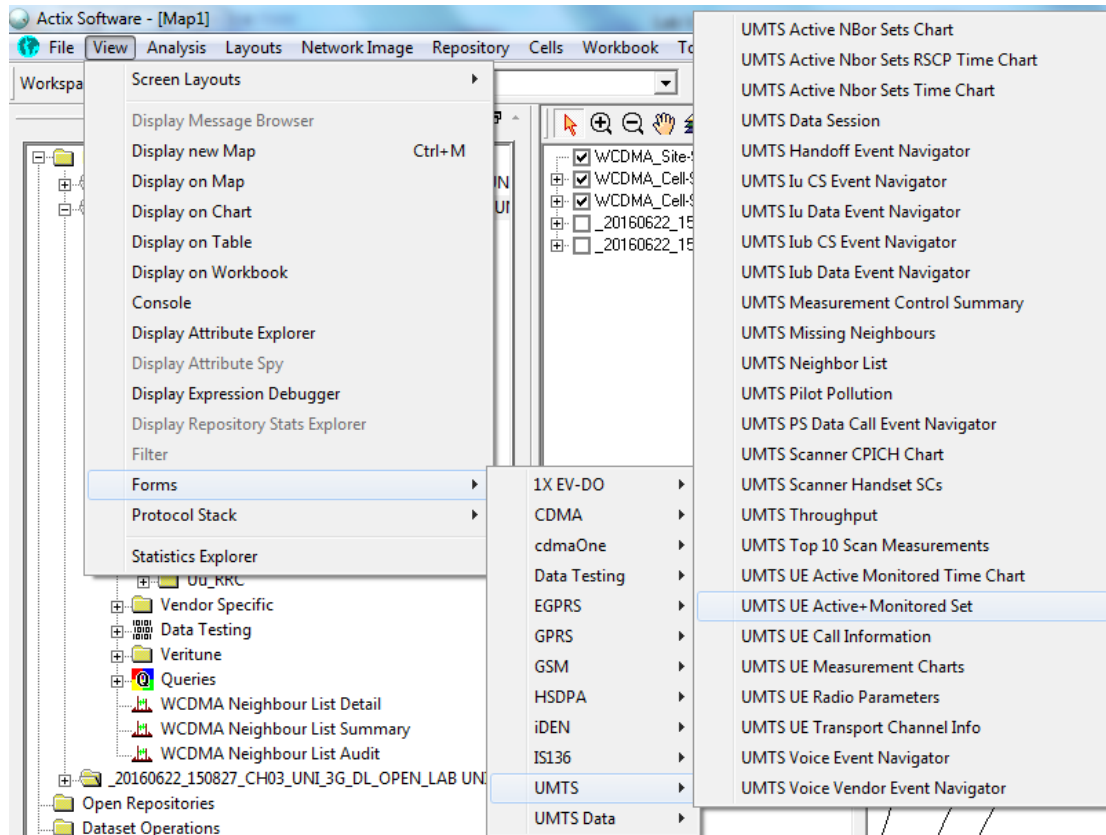 Actix Software - [Map1]
File View Analysis Layouts Network Image Repository Cells Workbook
Workspa
Screen Layouts
Display Message Browser
Display new Map Ctrl+M
Display on Map
Display on Chart
Display on Table
Display on Workbook
Console
Display Attribute Explorer
Display Attribute Spy
Display Expression Debugger
Display Repository Stats Explorer
Filter
Forms
Protocol Stack
Statistics Explorer
WCDMA_Site-
WCDMA_Cell-S
WCDMA_Cell-S
_20160622_15
_20160622_15
Uu_RRC
Vendor Specific
Data Testing
Veritune
Queries
WCDMA Neighbour List Detail
WCDMA Neighbour List Summary
WCDMA Neighbour List Audit
_20160622_150827_CH03_UNI_3G_DL_OPEN_LAB UNI
Open Repositories
Dataset Operations
1X EV-DO
CDMA
cdmaOne
Data Testing
EGPRS
GPRS
GSM
HSDPA
iDEN
IS136
UMTS
UMTS Data
UMTS Active NBor Sets Chart
UMTS Active Nbor Sets RSCP Time Chart
UMTS Active Nbor Sets Time Chart
UMTS Data Session
UMTS Handoff Event Navigator
UMTS Iu CS Event Navigator
UMTS Iu Data Event Navigator
UMTS Iub CS Event Navigator
UMTS Iub Data Event Navigator
UMTS Measurement Control Summary
UMTS Missing Neighbours
UMTS Neighbor List
UMTS Pilot Pollution
UMTS PS Data Call Event Navigator
UMTS Scanner CPICH Chart
UMTS Scanner Handset SCs
UMTS Throughput
UMTS Top 10 Scan Measurements
UMTS UE Active Monitored Time Chart
UMTS UE Active+Monitored Set
UMTS UE Call Information
UMTS UE Measurement Charts
UMTS UE Radio Parameters
UMTS UE Transport Channel Info
UMTS Voice Event Navigator
UMTS Voice Vendor Event Navigator